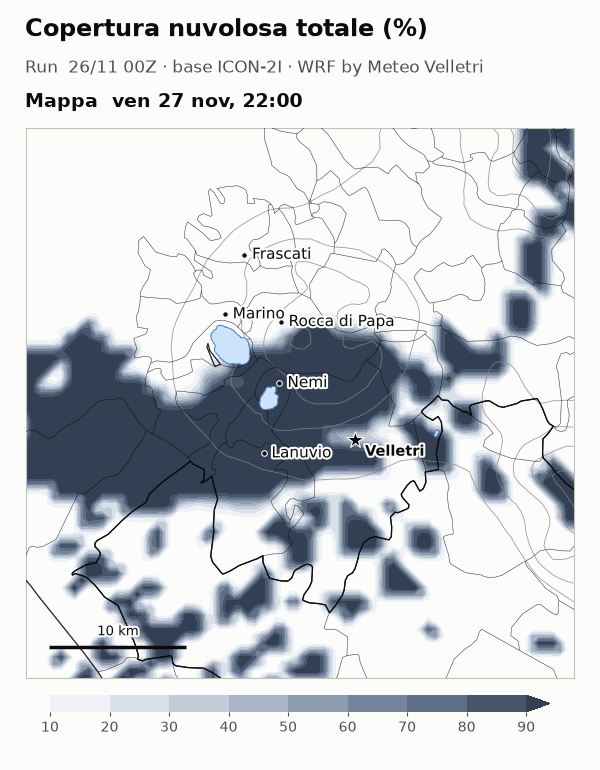 Copertura nuvolosa totale (%)
Run  26/11 00Z · base ICON-2I · WRF by Meteo Velletri
Mappa  ven 27 nov, 22:00
Frascati
Marino
Rocca di Papa
Nemi
Lanuvio
Velletri
10 km
10 20 30 40 50 60 70 80 90